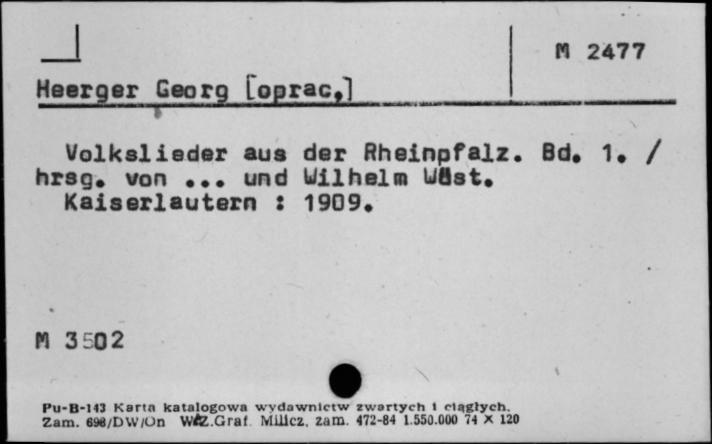 M 2477
Heerger Georg [oprac,]
Volkslieder aus der Rheinpfalz. Bd. 1. /
hrsg. von ... und Wilhelm Wüst.
Kaiserlautern : 1909.
M 3502
Pu-B-143 Karta katalogowa wydawnictw zwartych i ciągłych.
Zam. 698/DW/On WZ.Graf. Milicz, zam. 472-84 1.550.000 74 X 120